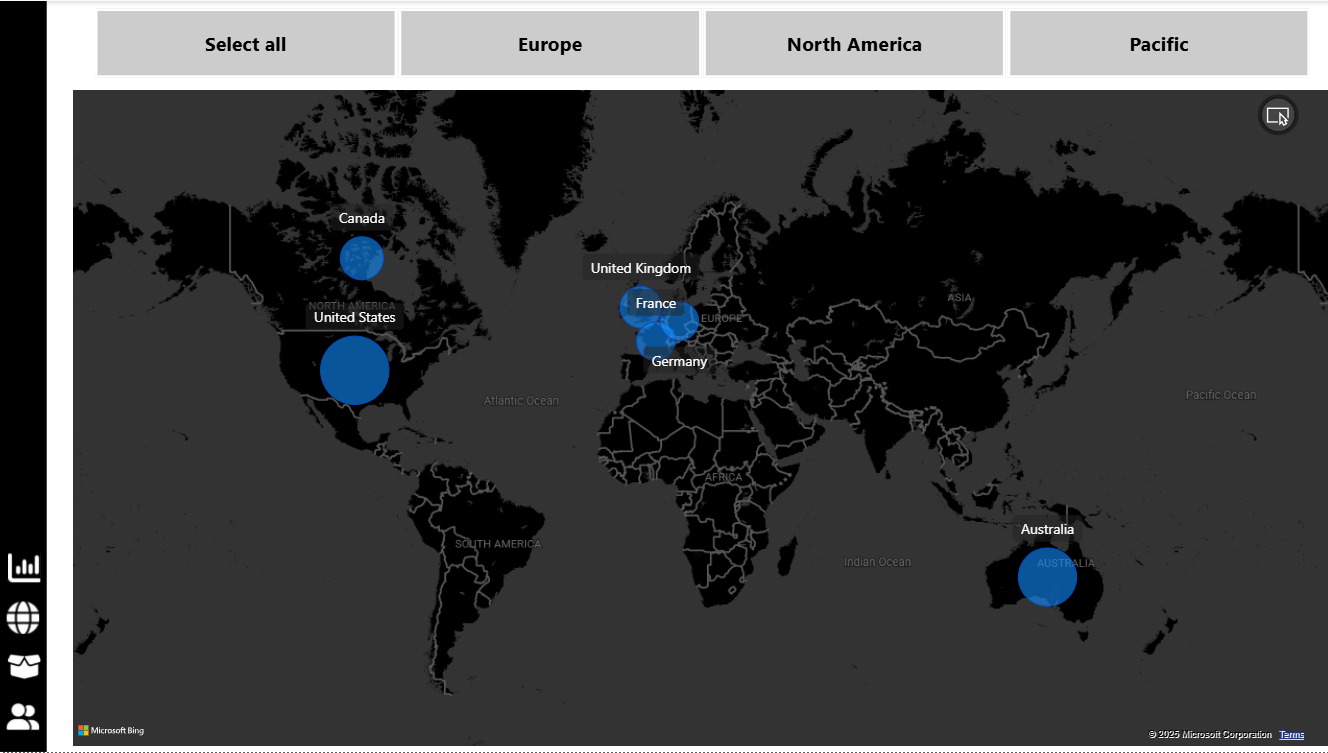 Select all
Europe
North America
Pacific
Canada
NORTH AMERICA
United States
United Kingdom
France
EUROPE
Germany
ASIA
Atlantic Ocean
Pacific Ocean
AFRICA
SOUTH AMERICA
Indian Ocean
Australia
AUSTRALIA
Microsoft Bing
© 2025 Microsoft Corporation Terms